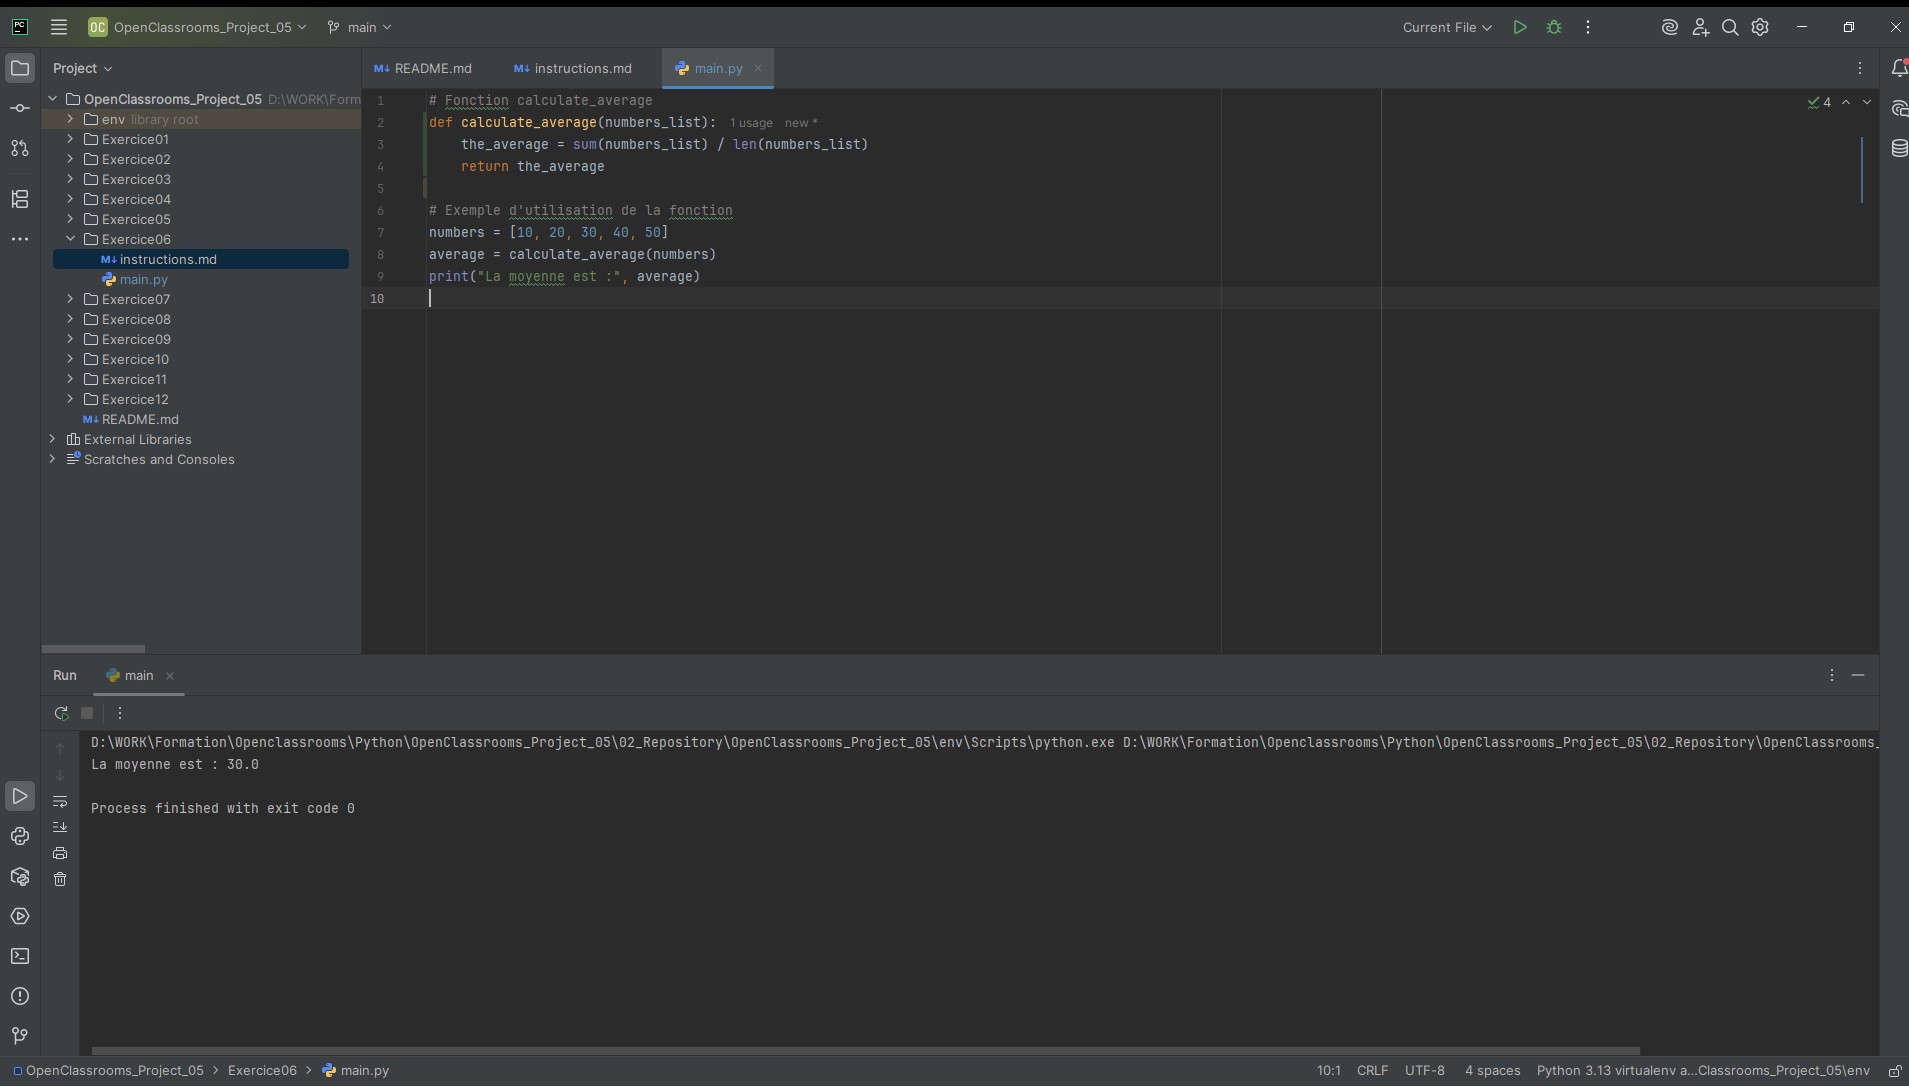 PC
OC OpenClassrooms_Project_05 main Current File
Project
README.md instructions.md main.py
OpenClassrooms_Project_05 D:\WORK\Form
env library root
Exercice01
Exercice02
Exercice03
Exercice04
Exercice05
Exercice06
instructions.md
main.py
Exercice07
Exercice08
Exercice09
Exercice10
Exercice11
Exercice12
README.md
External Libraries
Scratches and Consoles
1 # Fonction calculate_average
2 def calculate_average(numbers_list): 1 usage new *
3 the_average = sum(numbers_list) / len(numbers_list)
4 return the_average
5
6 # Exemple d'utilisation de la fonction
7 numbers = [10, 20, 30, 40, 50]
8 average = calculate_average(numbers)
9 print("La moyenne est :", average)
10
4
Run main
D:\WORK\Formation\Openclassrooms\Python\OpenClassrooms_Project_05\02_Repository\OpenClassrooms_Project_05\env\Scripts\python.exe D:\WORK\Formation\Openclassrooms\Python\OpenClassrooms_Project_05\02_Repository\OpenClassrooms_
La moyenne est : 30.0
Process finished with exit code 0
OpenClassrooms_Project_05 > Exercice06 > main.py 10:1 CRLF UTF-8 4 spaces Python 3.13 virtualenv a...Classrooms_Project_05\env